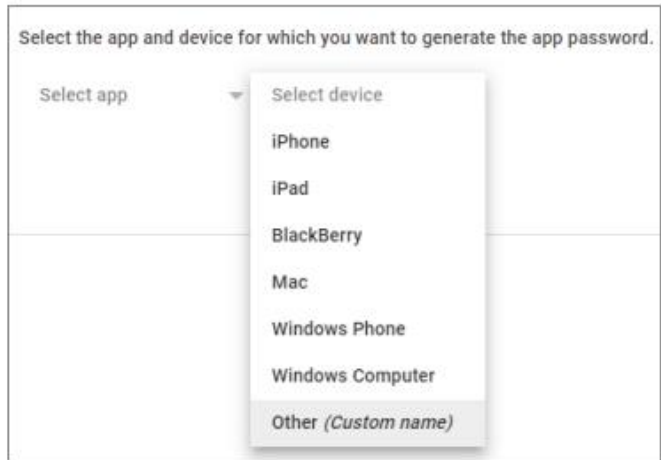 Select the app and device for which you want to generate the app password.
Select app
Select device
iPhone
iPad
BlackBerry
Mac
Windows Phone
Windows Computer
Other (Custom name)